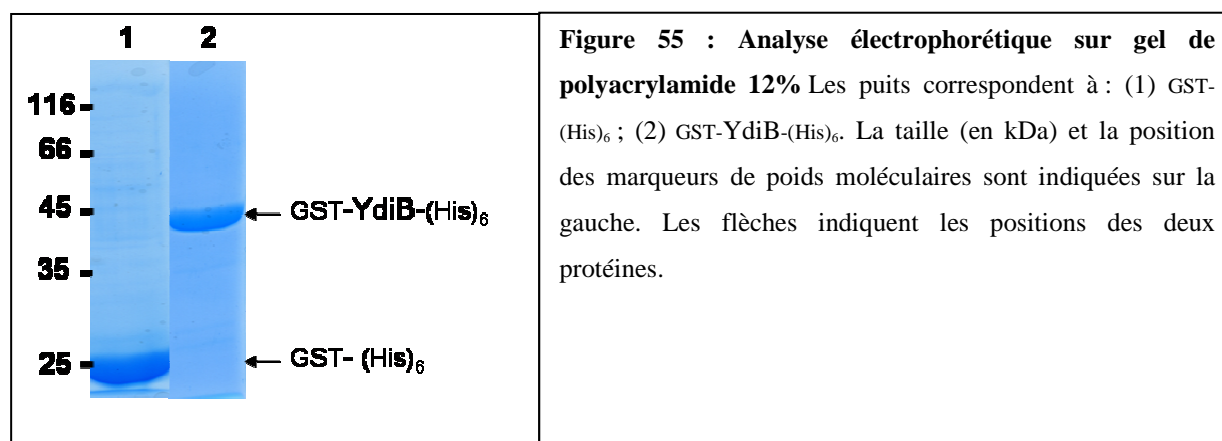 1 2
116
66
45
35
25
GST-YdiB-(His)₆
GST- (His)₆
Figure 55 : Analyse électrophorétique sur gel de
polyacrylamide 12% Les puits correspondent à : (1) GST-
(His)₆ ; (2) GST-YdiB-(His)₆. La taille (en kDa) et la position
des marqueurs de poids moléculaires sont indiquées sur la
gauche. Les flèches indiquent les positions des deux
protéines.